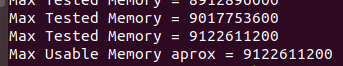 Max Tested Memory = 8912896000
Max Tested Memory = 9017753600
Max Tested Memory = 9122611200
Max Usable Memory aprox = 9122611200